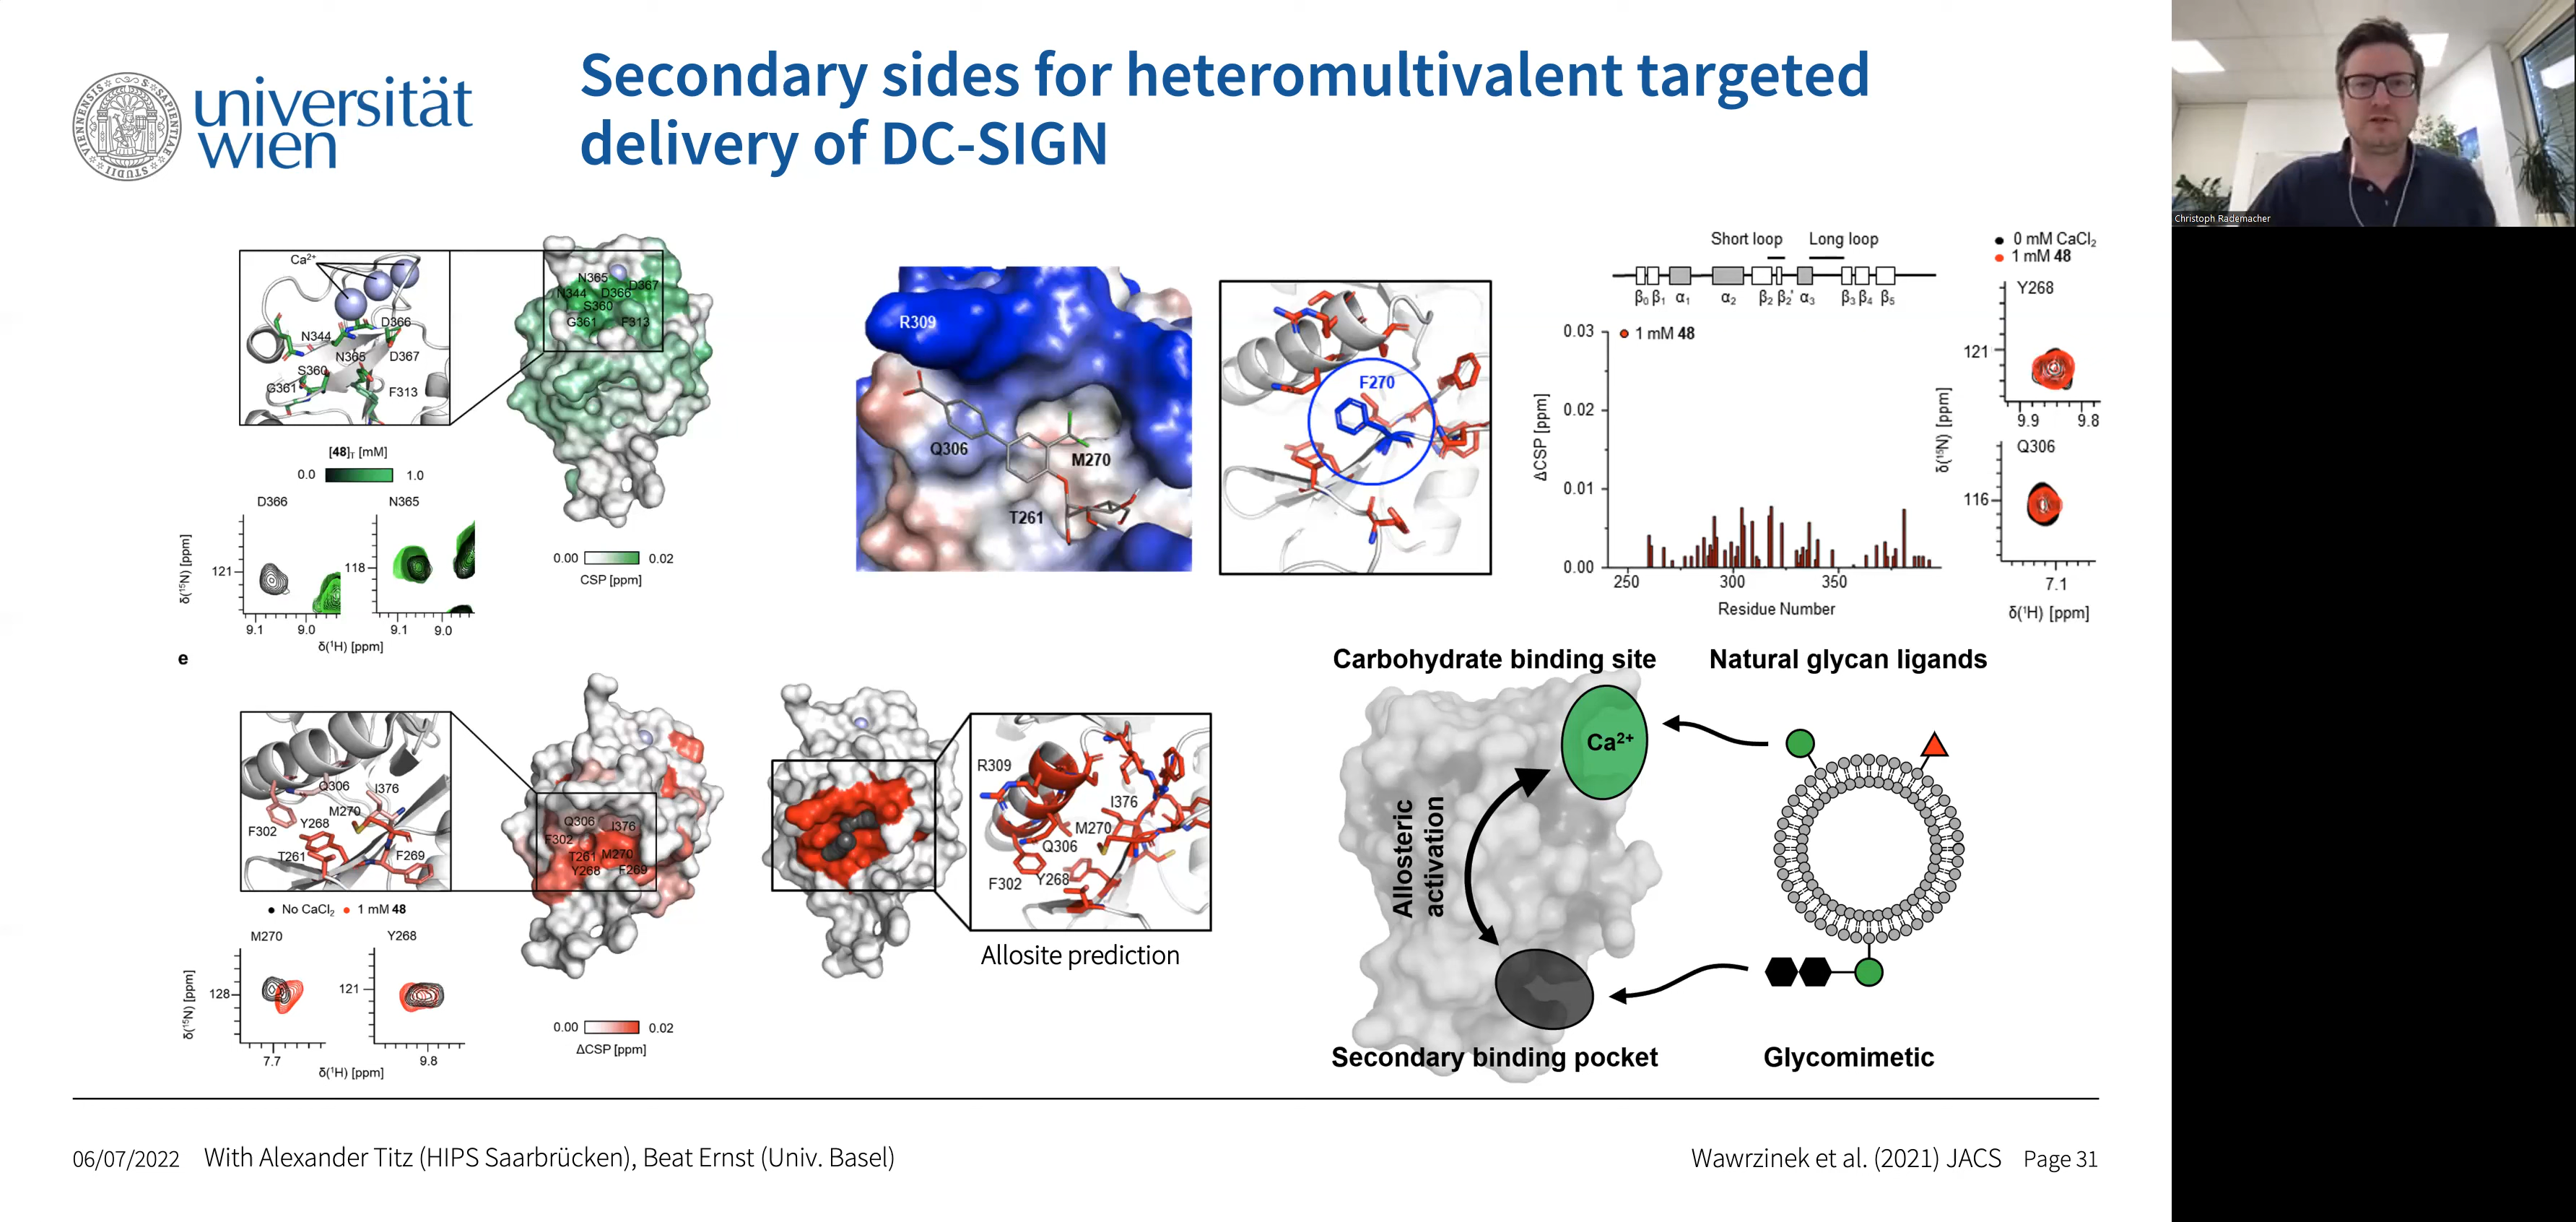 universität
wien
Secondary sides for heteromultivalent targeted
delivery of DC-SIGN
Christoph Rademacher
Ca²⁺
N344
D366
N365
D367
S360
G361
F313
N365
D367
N344
D366
S360
G361
F313
[48]T [mM]
0.0
1.0
D366
N365
δ(¹⁵N) [ppm]
121
118
9.1
9.0
9.1
9.0
δ(¹H) [ppm]
0.00
0.02
CSP [ppm]
R309
Q306
M270
T261
F270
Short loop
Long loop
β₀ β₁ α₁ α₂ β₂ β₂' α₃ β₃ β₄ β₅
1 mM 48
ΔCSP [ppm]
0.03
0.02
0.01
0.00
250
300
350
Residue Number
0 mM CaCl₂
1 mM 48
Y268
121
9.9
9.8
δ(¹⁵N) [ppm]
Q306
116
7.1
δ(¹H) [ppm]
e
Q306
I376
M270
F302
Y268
T261
F269
Q306
I376
F302
T261
M270
Y268
F269
No CaCl₂
1 mM 48
M270
Y268
δ(¹⁵N) [ppm]
128
121
7.7
9.8
δ(¹H) [ppm]
0.00
0.02
ΔCSP [ppm]
R309
I376
M270
Q306
F302
Y268
Allosite prediction
Carbohydrate binding site
Natural glycan ligands
Ca²⁺
Allosteric
activation
Secondary binding pocket
Glycomimetic
06/07/2022 With Alexander Titz (HIPS Saarbrücken), Beat Ernst (Univ. Basel)
Wawrzinek et al. (2021) JACS Page 31